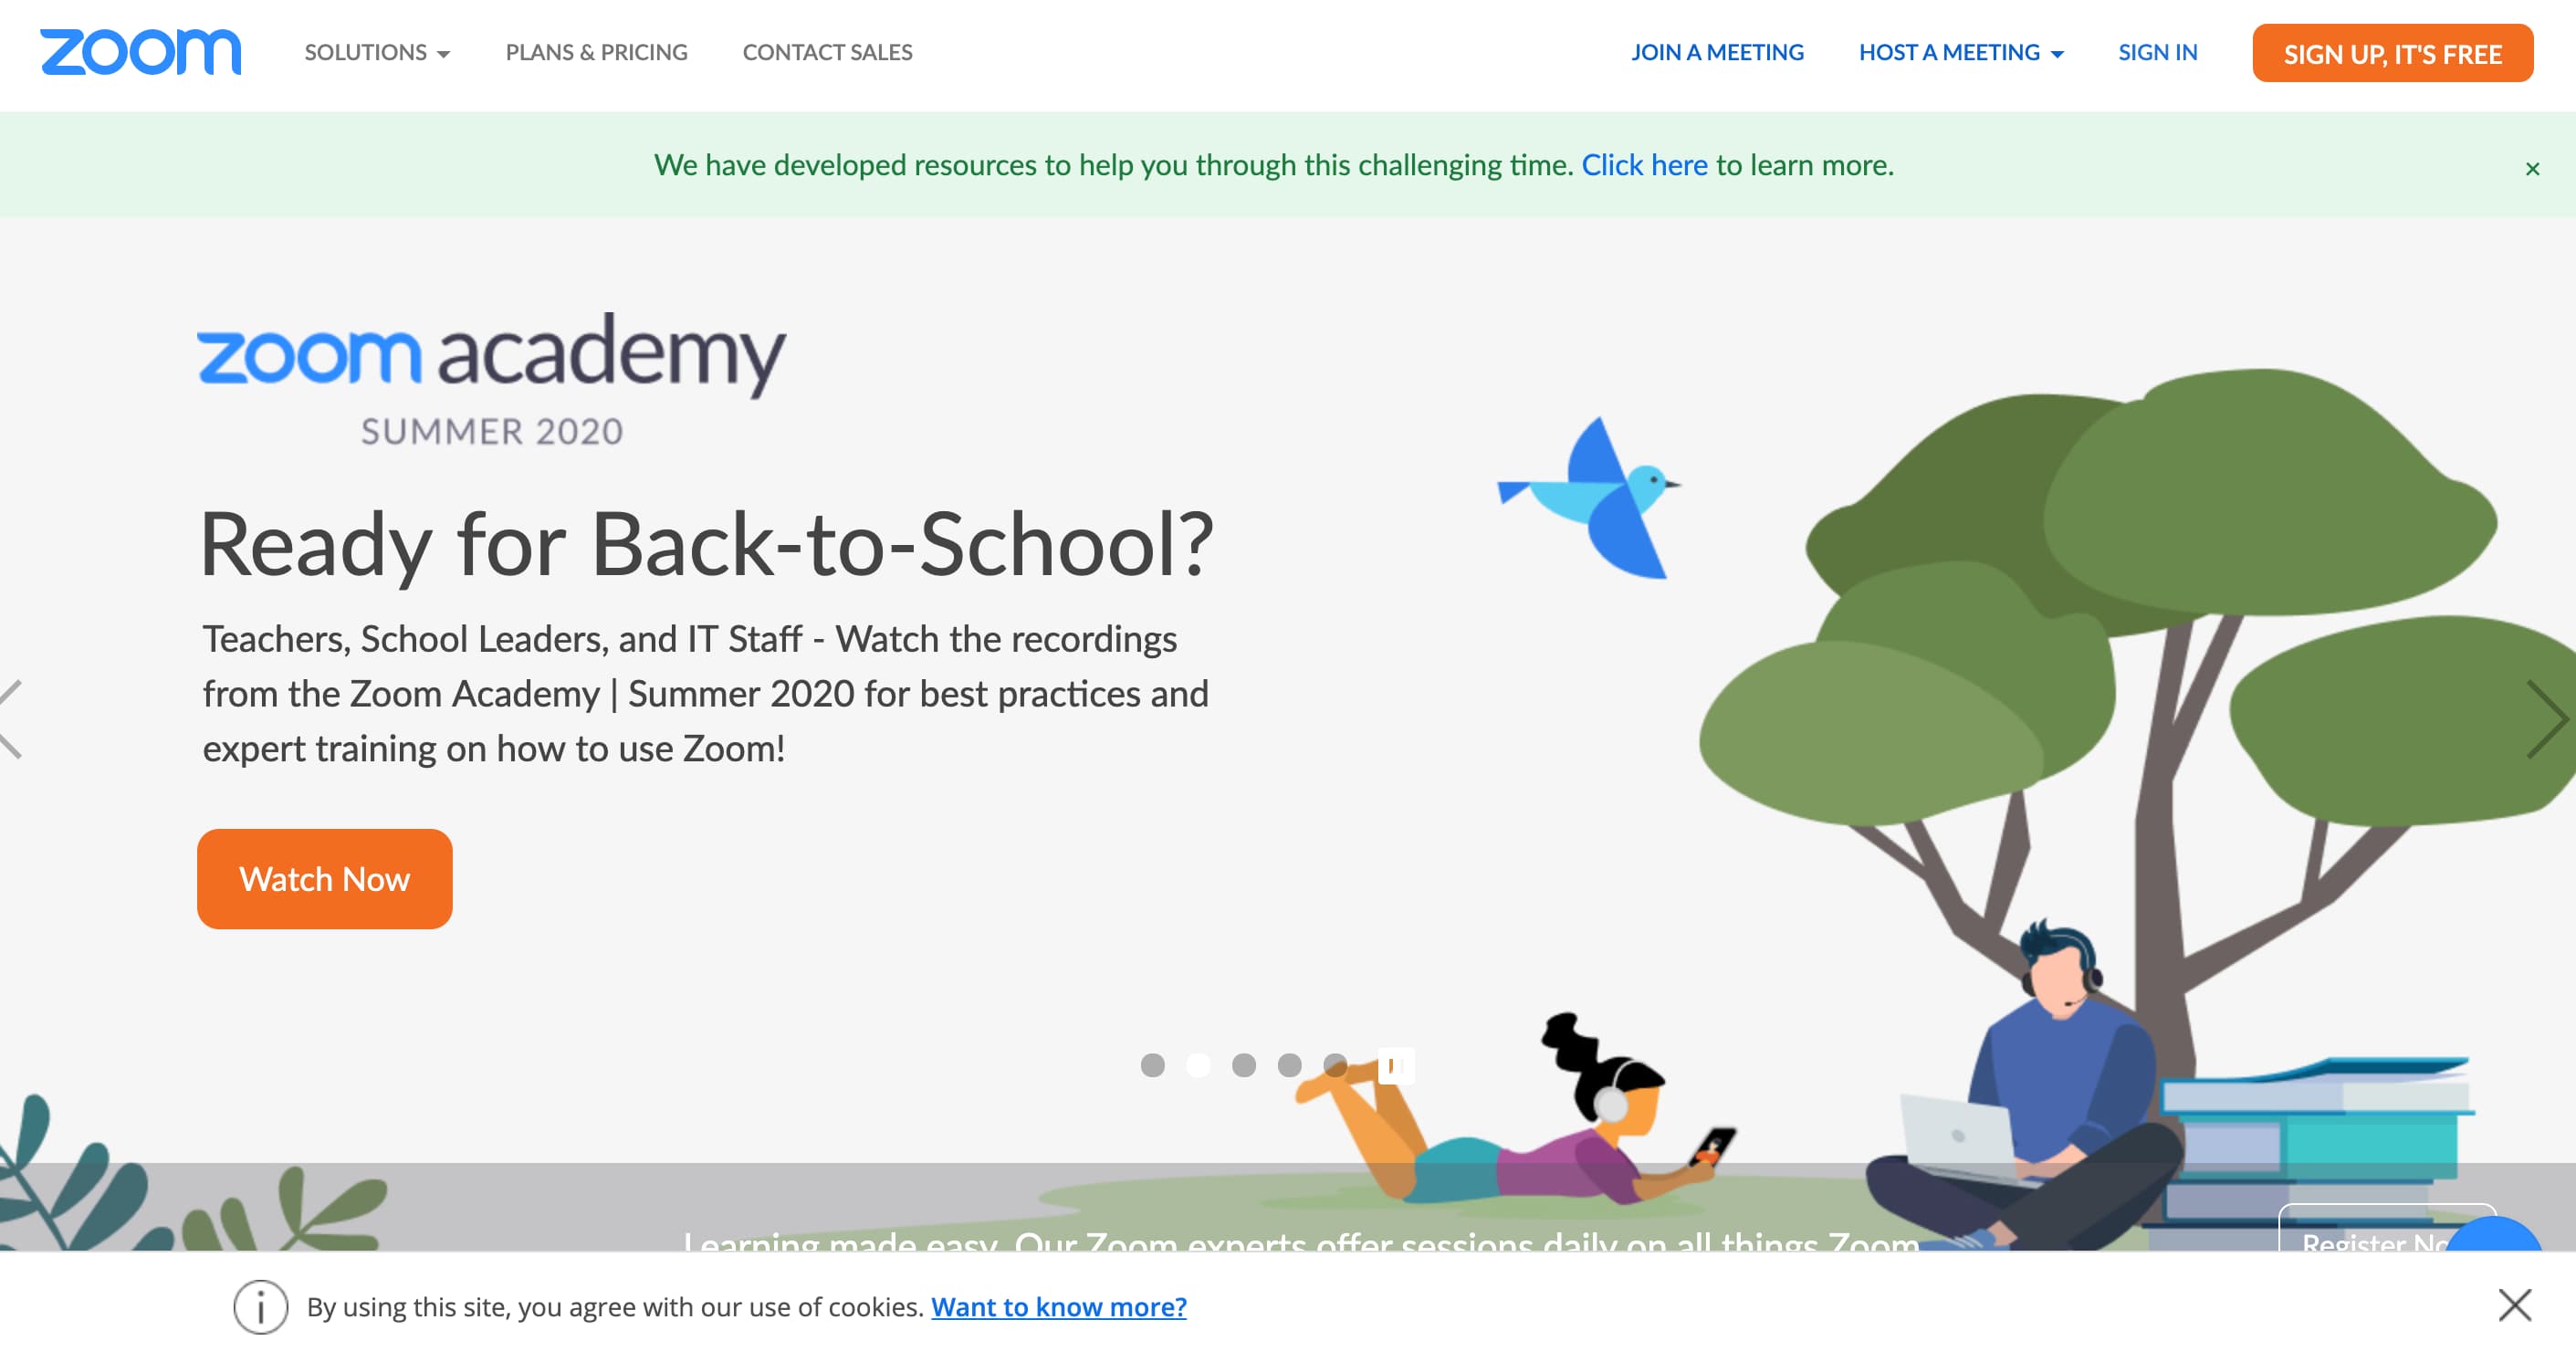 zoom
SOLUTIONS
PLANS & PRICING
CONTACT SALES
JOIN A MEETING
HOST A MEETING
SIGN IN
SIGN UP, IT'S FREE
We have developed resources to help you through this challenging time. Click here to learn more.
zoom academy
SUMMER 2020
Ready for Back-to-School?
Teachers, School Leaders, and IT Staff - Watch the recordings
from the Zoom Academy | Summer 2020 for best practices and
expert training on how to use Zoom!
Watch Now
Learning made easy. Our Zoom experts offer sessions daily on all things Zoom
Register
By using this site, you agree with our use of cookies. Want to know more?